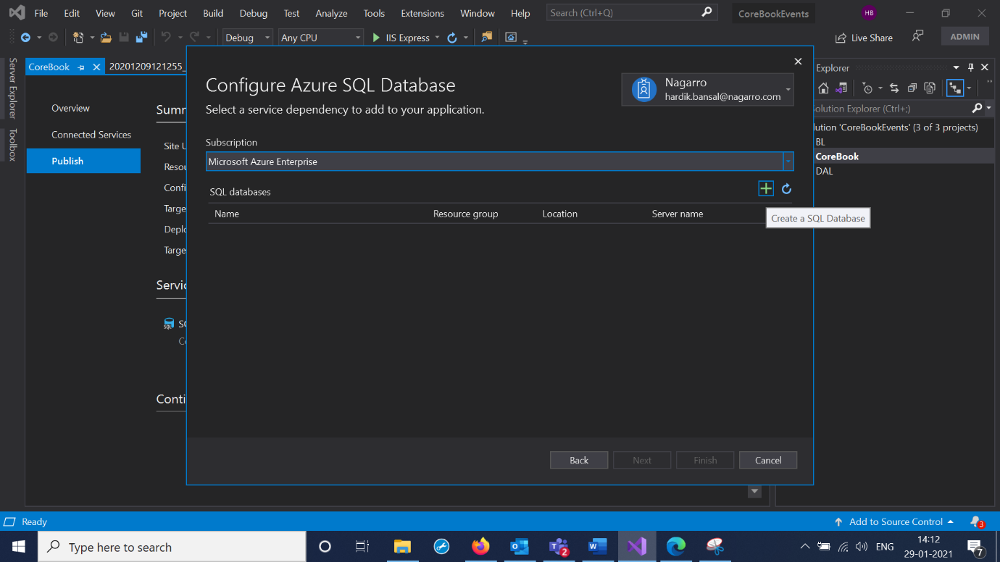 File Edit View Git Project Build Debug Test Analyze Tools Extensions Window Help Search (Ctrl+Q) CoreBookEvents HB
Debug Any CPU IIS Express Live Share ADMIN
Server Explorer
Toolbox
CoreBook 20201209121255_
Overview
Connected Services
Publish
Summ
Site U
Resou
Confi
Targe
Deplo
Targe
Servic
SQL
Conti
Configure Azure SQL Database
Select a service dependency to add to your application.
Nagarro
hardik.bansal@nagarro.com
Subscription
Microsoft Azure Enterprise
SQL databases
Name Resource group Location Server name
Create a SQL Database
Back Next Finish Cancel
Explorer
olution Explorer (Ctrl+;)
lution 'CoreBookEvents' (3 of 3 projects)
BL
CoreBook
DAL
Ready Add to Source Control 3
Type here to search 2 ENG 14:12
29-01-2021 7